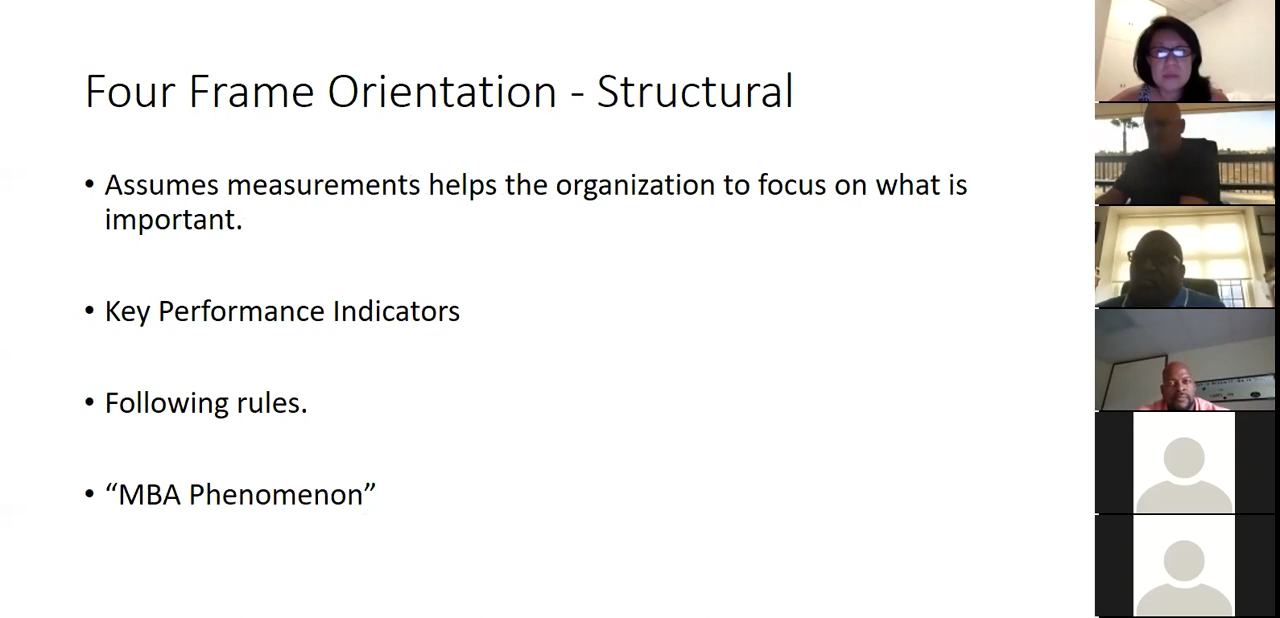 Four Frame Orientation - Structural
• Assumes measurements helps the organization to focus on what is
important.
• Key Performance Indicators
• Following rules.
• “MBA Phenomenon”